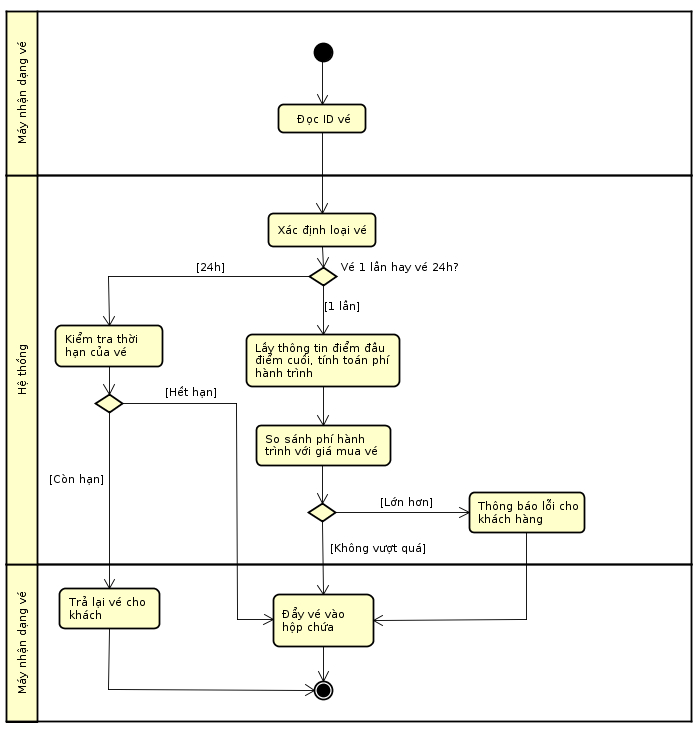 Máy nhận dạng vé
Đọc ID vé
Hệ thống
Xác định loại vé
Vé 1 lần hay vé 24h?
[24h]
[1 lần]
Kiểm tra thời
hạn của vé
Lấy thông tin điểm đầu
điểm cuối, tính toán phí
hành trình
[Hết hạn]
So sánh phí hành
trình với giá mua vé
[Còn hạn]
[Lớn hơn]
Thông báo lỗi cho
khách hàng
[Không vượt quá]
Máy nhận dạng vé
Trả lại vé cho
khách
Đẩy vé vào
hộp chứa